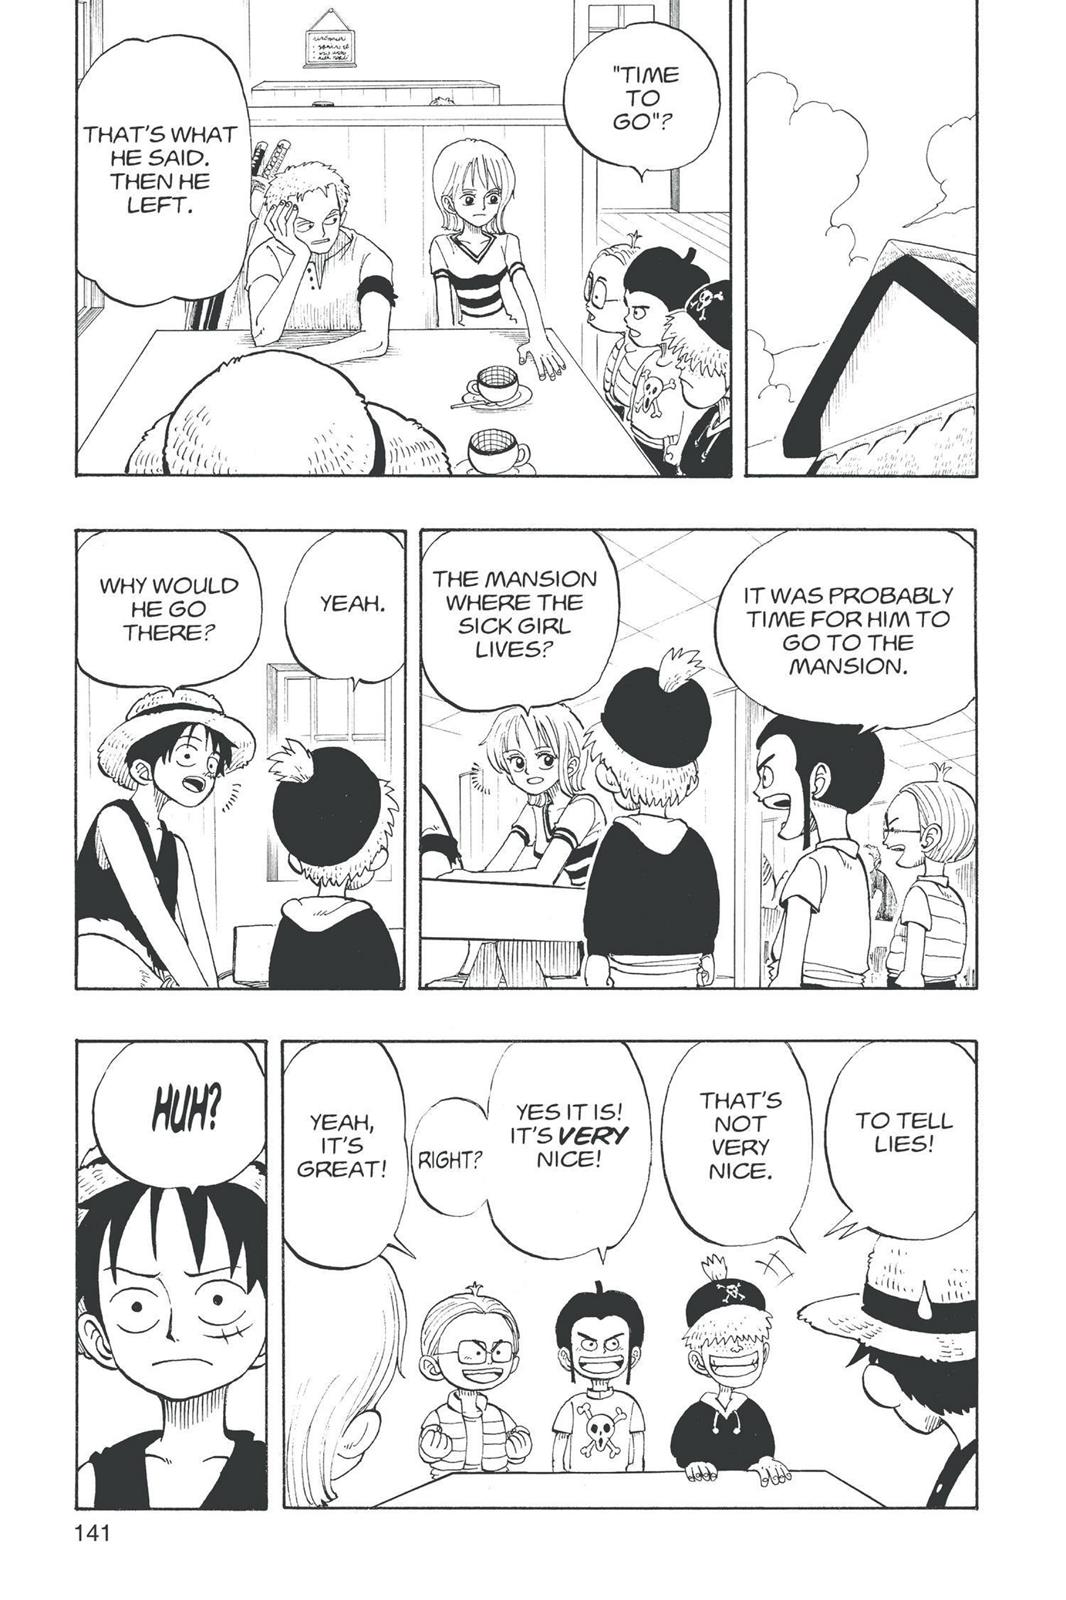 "TIME
TO
GO"?
THAT'S WHAT
HE SAID.
THEN HE
LEFT.
IT WAS PROBABLY
TIME FOR HIM TO
GO TO THE
MANSION.
THE MANSION
WHERE THE
SICK GIRL
LIVES?
YEAH.
WHY WOULD
HE GO
THERE?
TO TELL
LIES!
THAT'S
NOT
VERY
NICE.
YES IT IS!
IT'S VERY
NICE!
RIGHT?
YEAH,
IT'S
GREAT!
HUH?
141